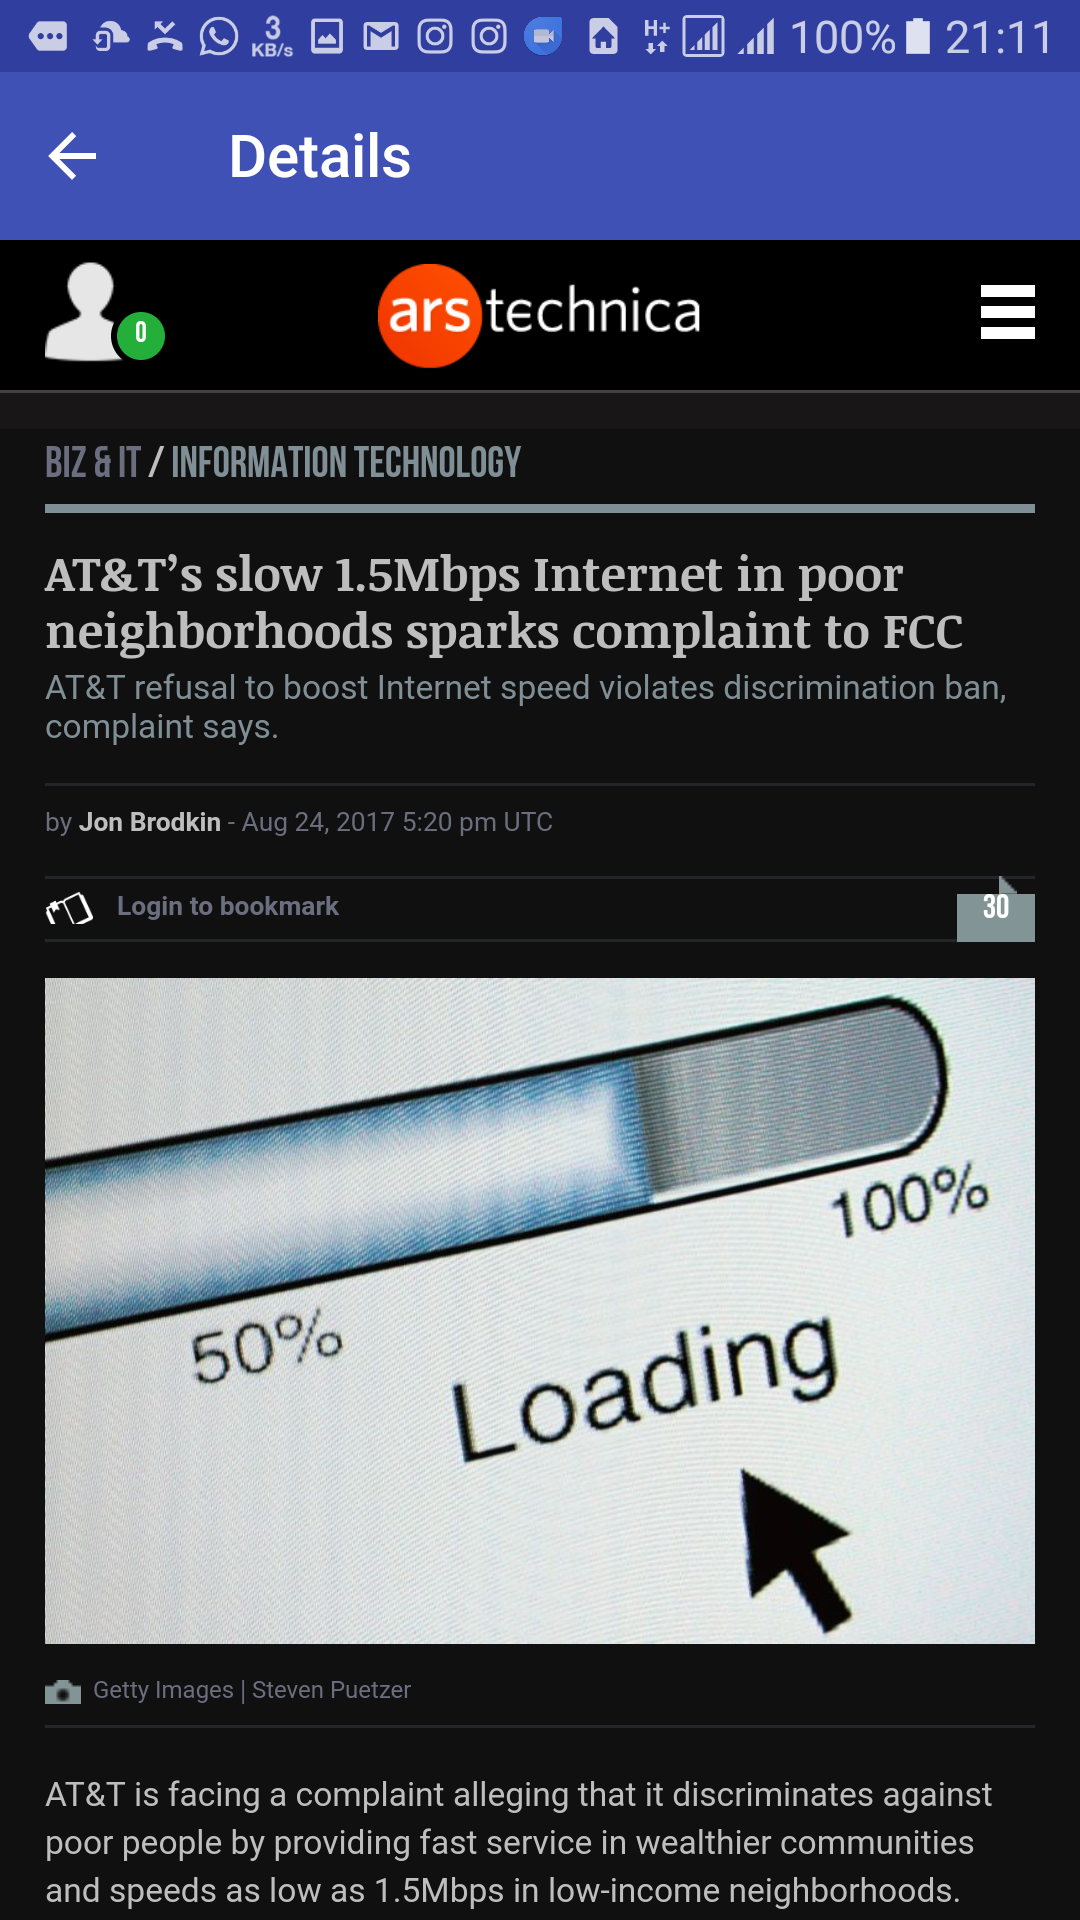 3
KB/s
H+
100%
21:11
Details
0
ars technica
BIZ & IT / INFORMATION TECHNOLOGY
AT&T’s slow 1.5Mbps Internet in poor
neighborhoods sparks complaint to FCC
AT&T refusal to boost Internet speed violates discrimination ban,
complaint says.
by Jon Brodkin - Aug 24, 2017 5:20 pm UTC
Login to bookmark
30
100%
50%
Loading
Getty Images | Steven Puetzer
AT&T is facing a complaint alleging that it discriminates against
poor people by providing fast service in wealthier communities
and speeds as low as 1.5Mbps in low-income neighborhoods.